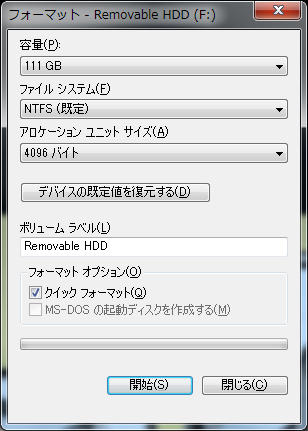 フォーマット - Removable HDD (F:)
容量(P):
111 GB
ファイル システム(F)
NTFS (既定)
アロケーション ユニット サイズ(A)
4096 バイト
デバイスの既定値を復元する(D)
ボリューム ラベル(L)
Removable HDD
フォーマット オプション(O)
クイック フォーマット(Q)
MS-DOS の起動ディスクを作成する(M)
開始(S)
閉じる(C)